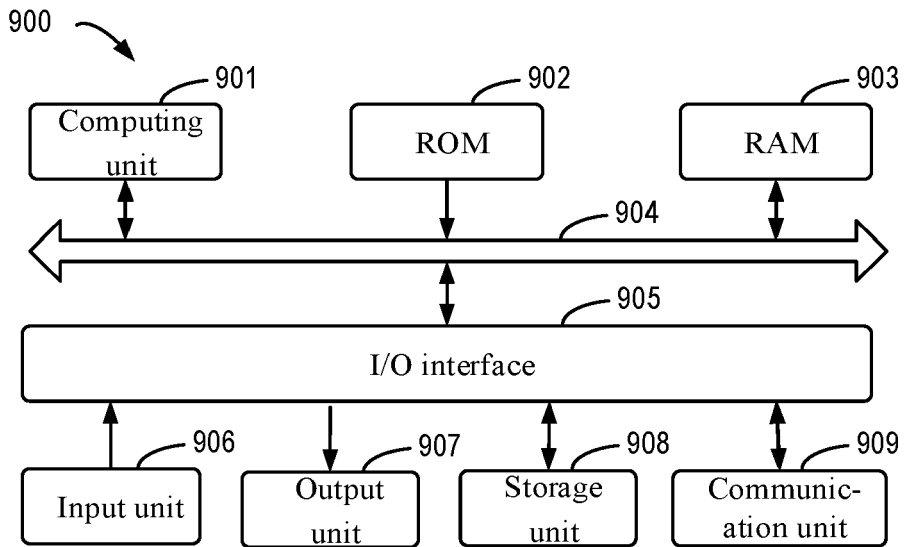 900
901
902
903
Computing
unit
ROM
RAM
904
905
I/O interface
906
907
908
909
Input unit
Output
unit
Storage
unit
Communic-
ation unit